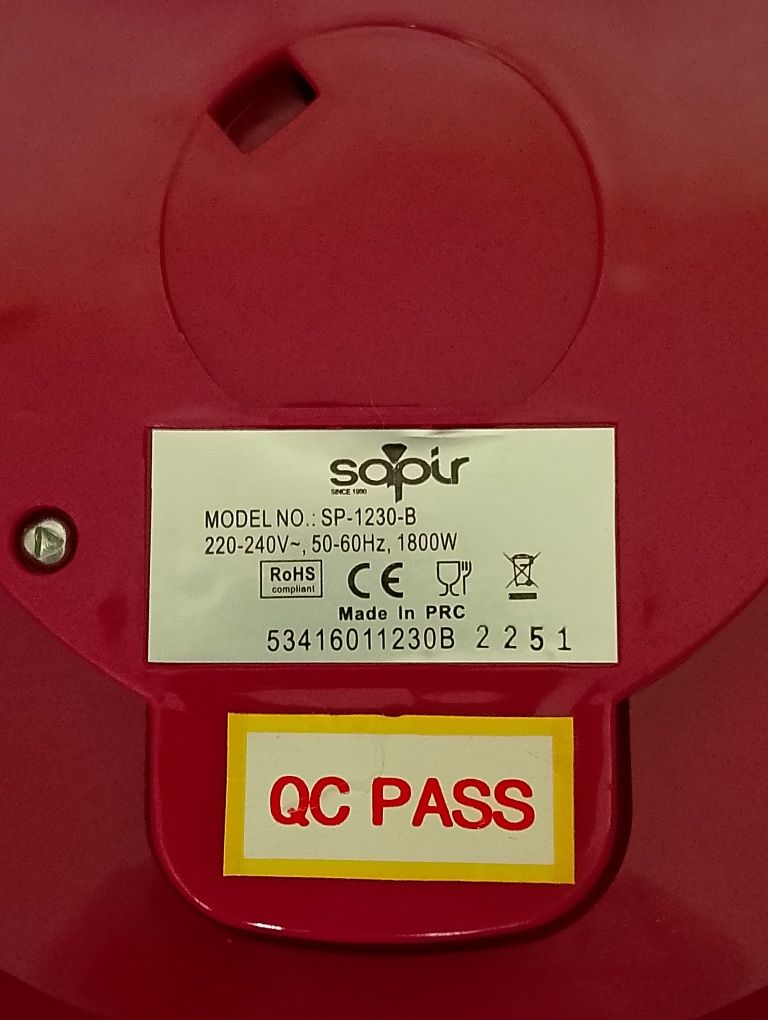 sapir
SINCE 1990
MODEL NO.: SP-1230-B
220-240V~, 50-60Hz, 1800W
RoHS
compliant
CE
Made In PRC
53416011230B 2251
QC PASS